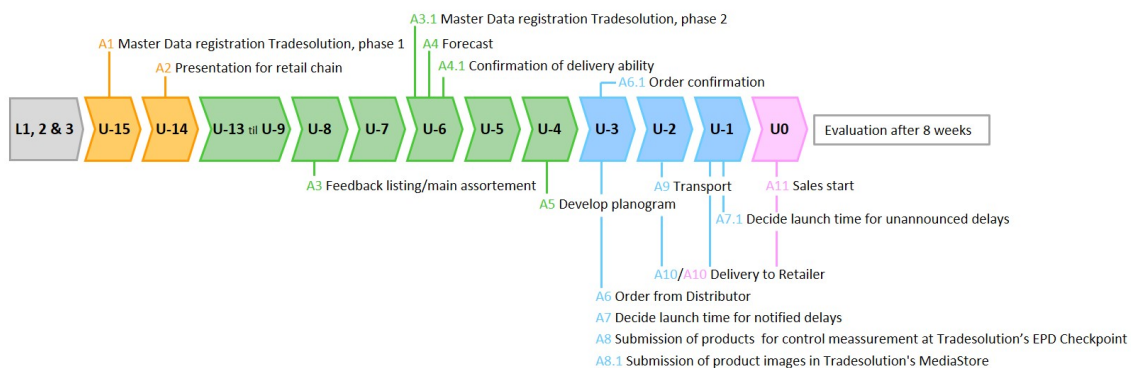 A3.1 Master Data registration Tradesolution, phase 2
A1 Master Data registration Tradesolution, phase 1
A4 Forecast
A2 Presentation for retail chain
A4.1 Confirmation of delivery ability
A6.1 Order confirmation
L1, 2 & 3
U-15
U-14
U-13 til U-9
U-8
U-7
U-6
U-5
U-4
U-3
U-2
U-1
U0
Evaluation after 8 weeks
A3 Feedback listing/main assortement
A9 Transport
A11 Sales start
A5 Develop planogram
A7.1 Decide launch time for unannounced delays
A10/A10 Delivery to Retailer
A6 Order from Distributor
A7 Decide launch time for notified delays
A8 Submission of products for control meassurement at Tradesolution's EPD Checkpoint
A8.1 Submission of product images in Tradesolution's MediaStore